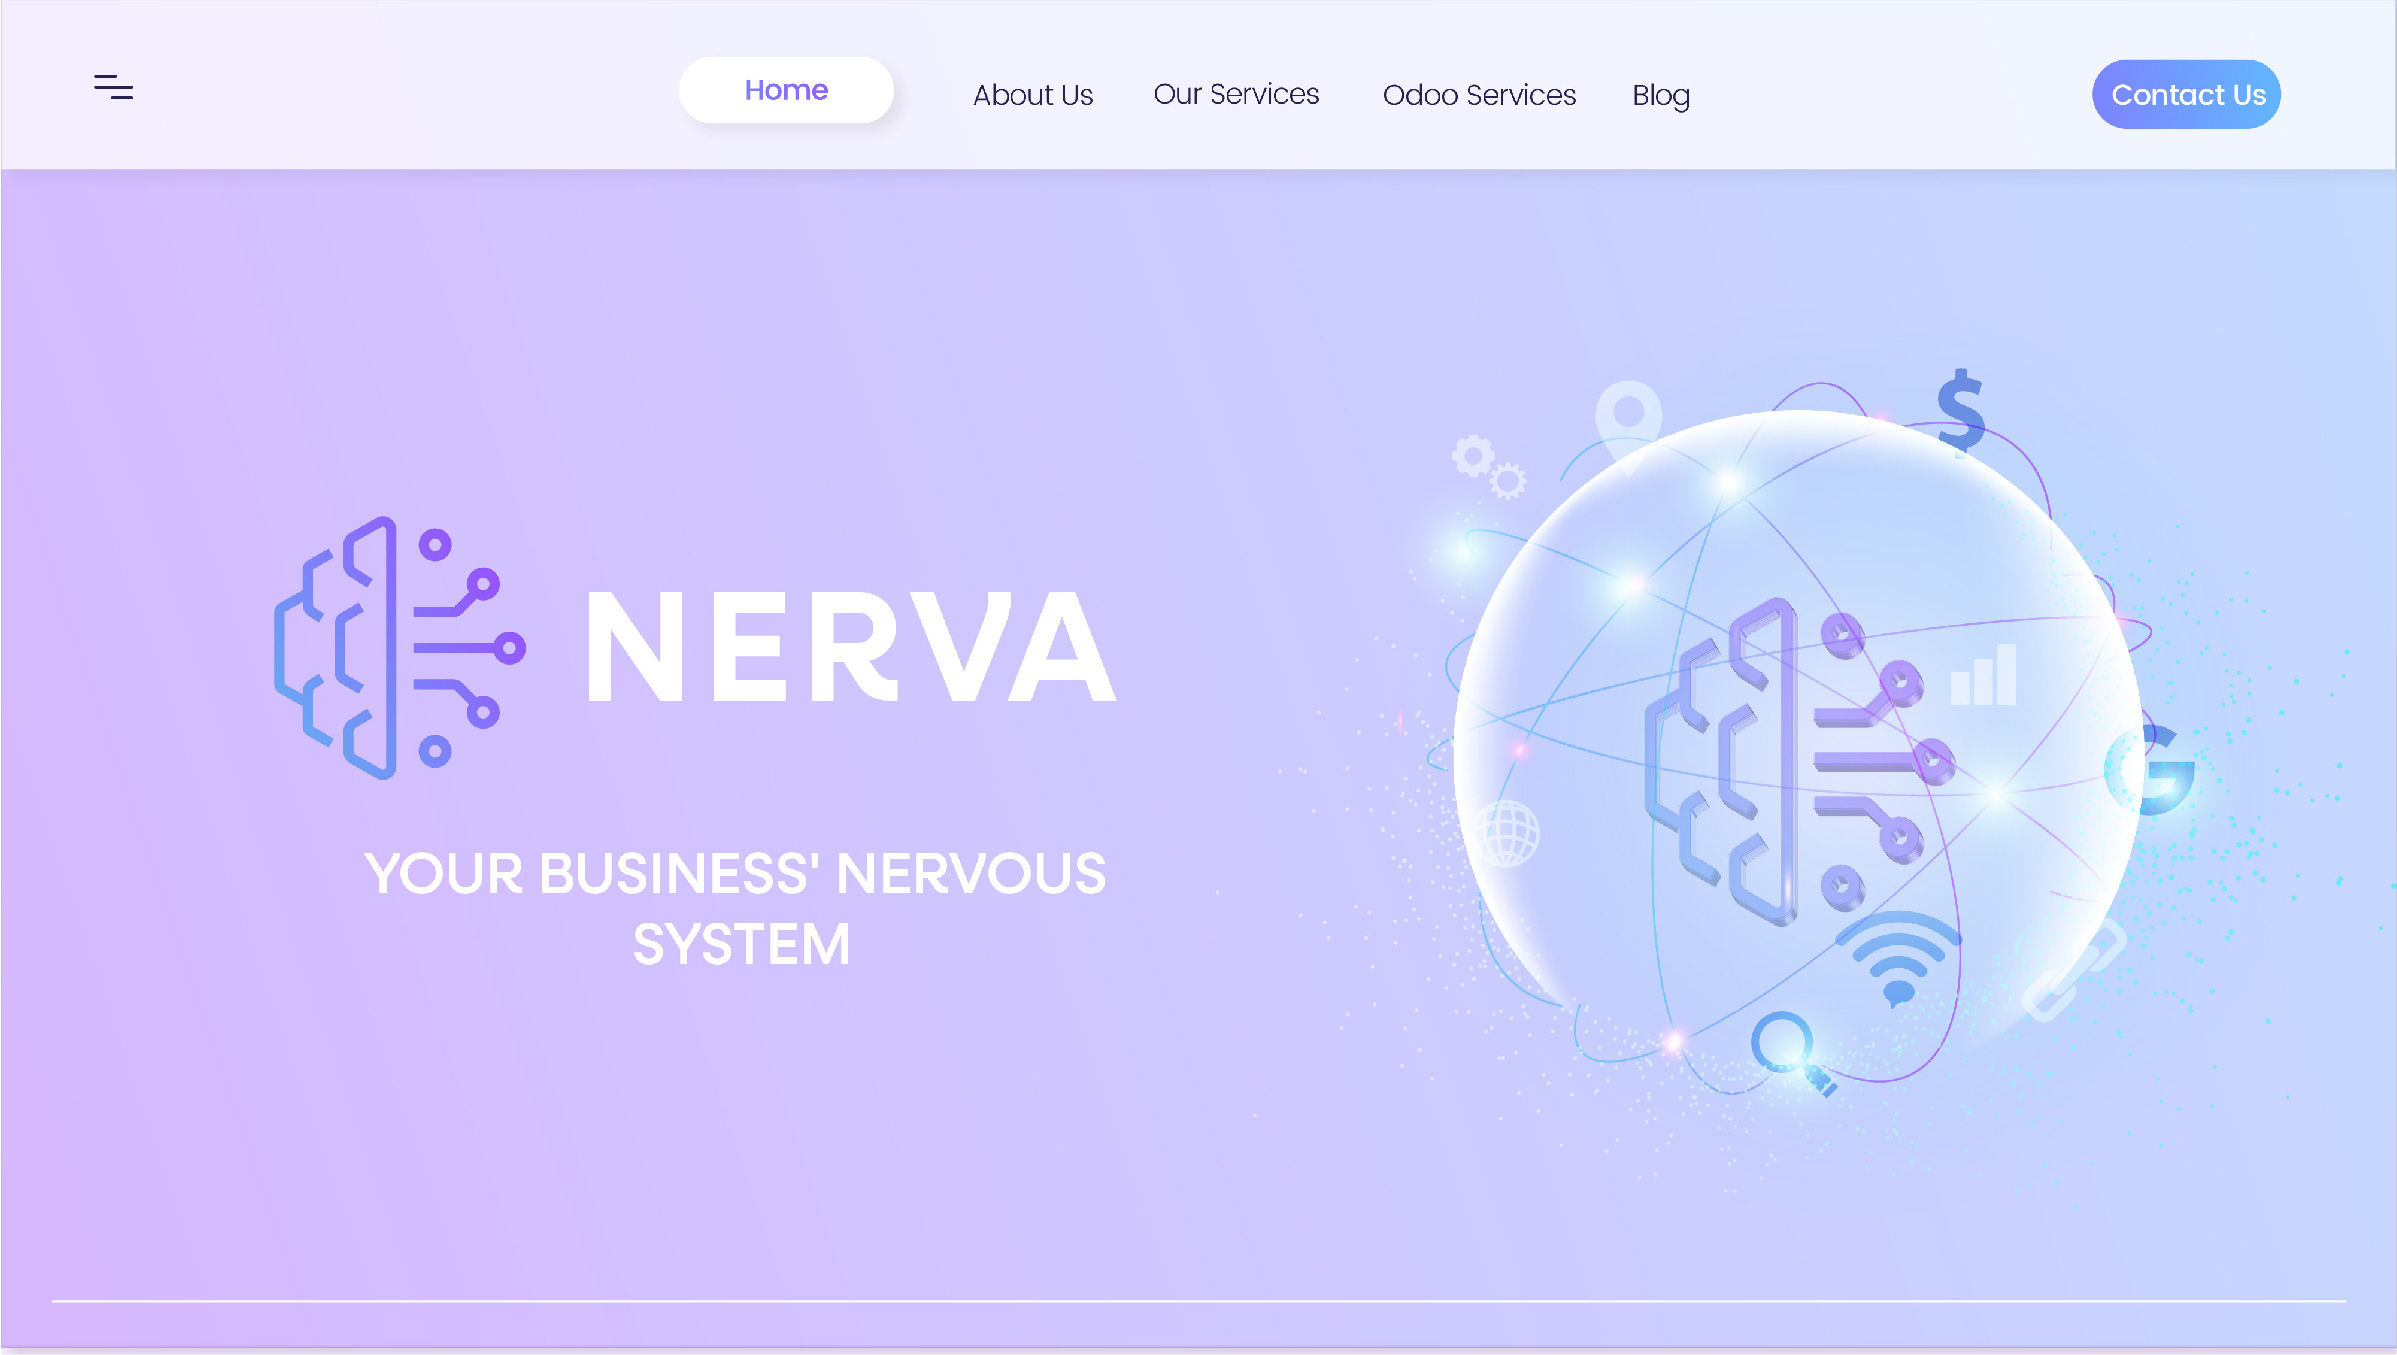 Home
About Us
Our Services
Odoo Services
Blog
Contact Us
NERVA
YOUR BUSINESS' NERVOUS
SYSTEM